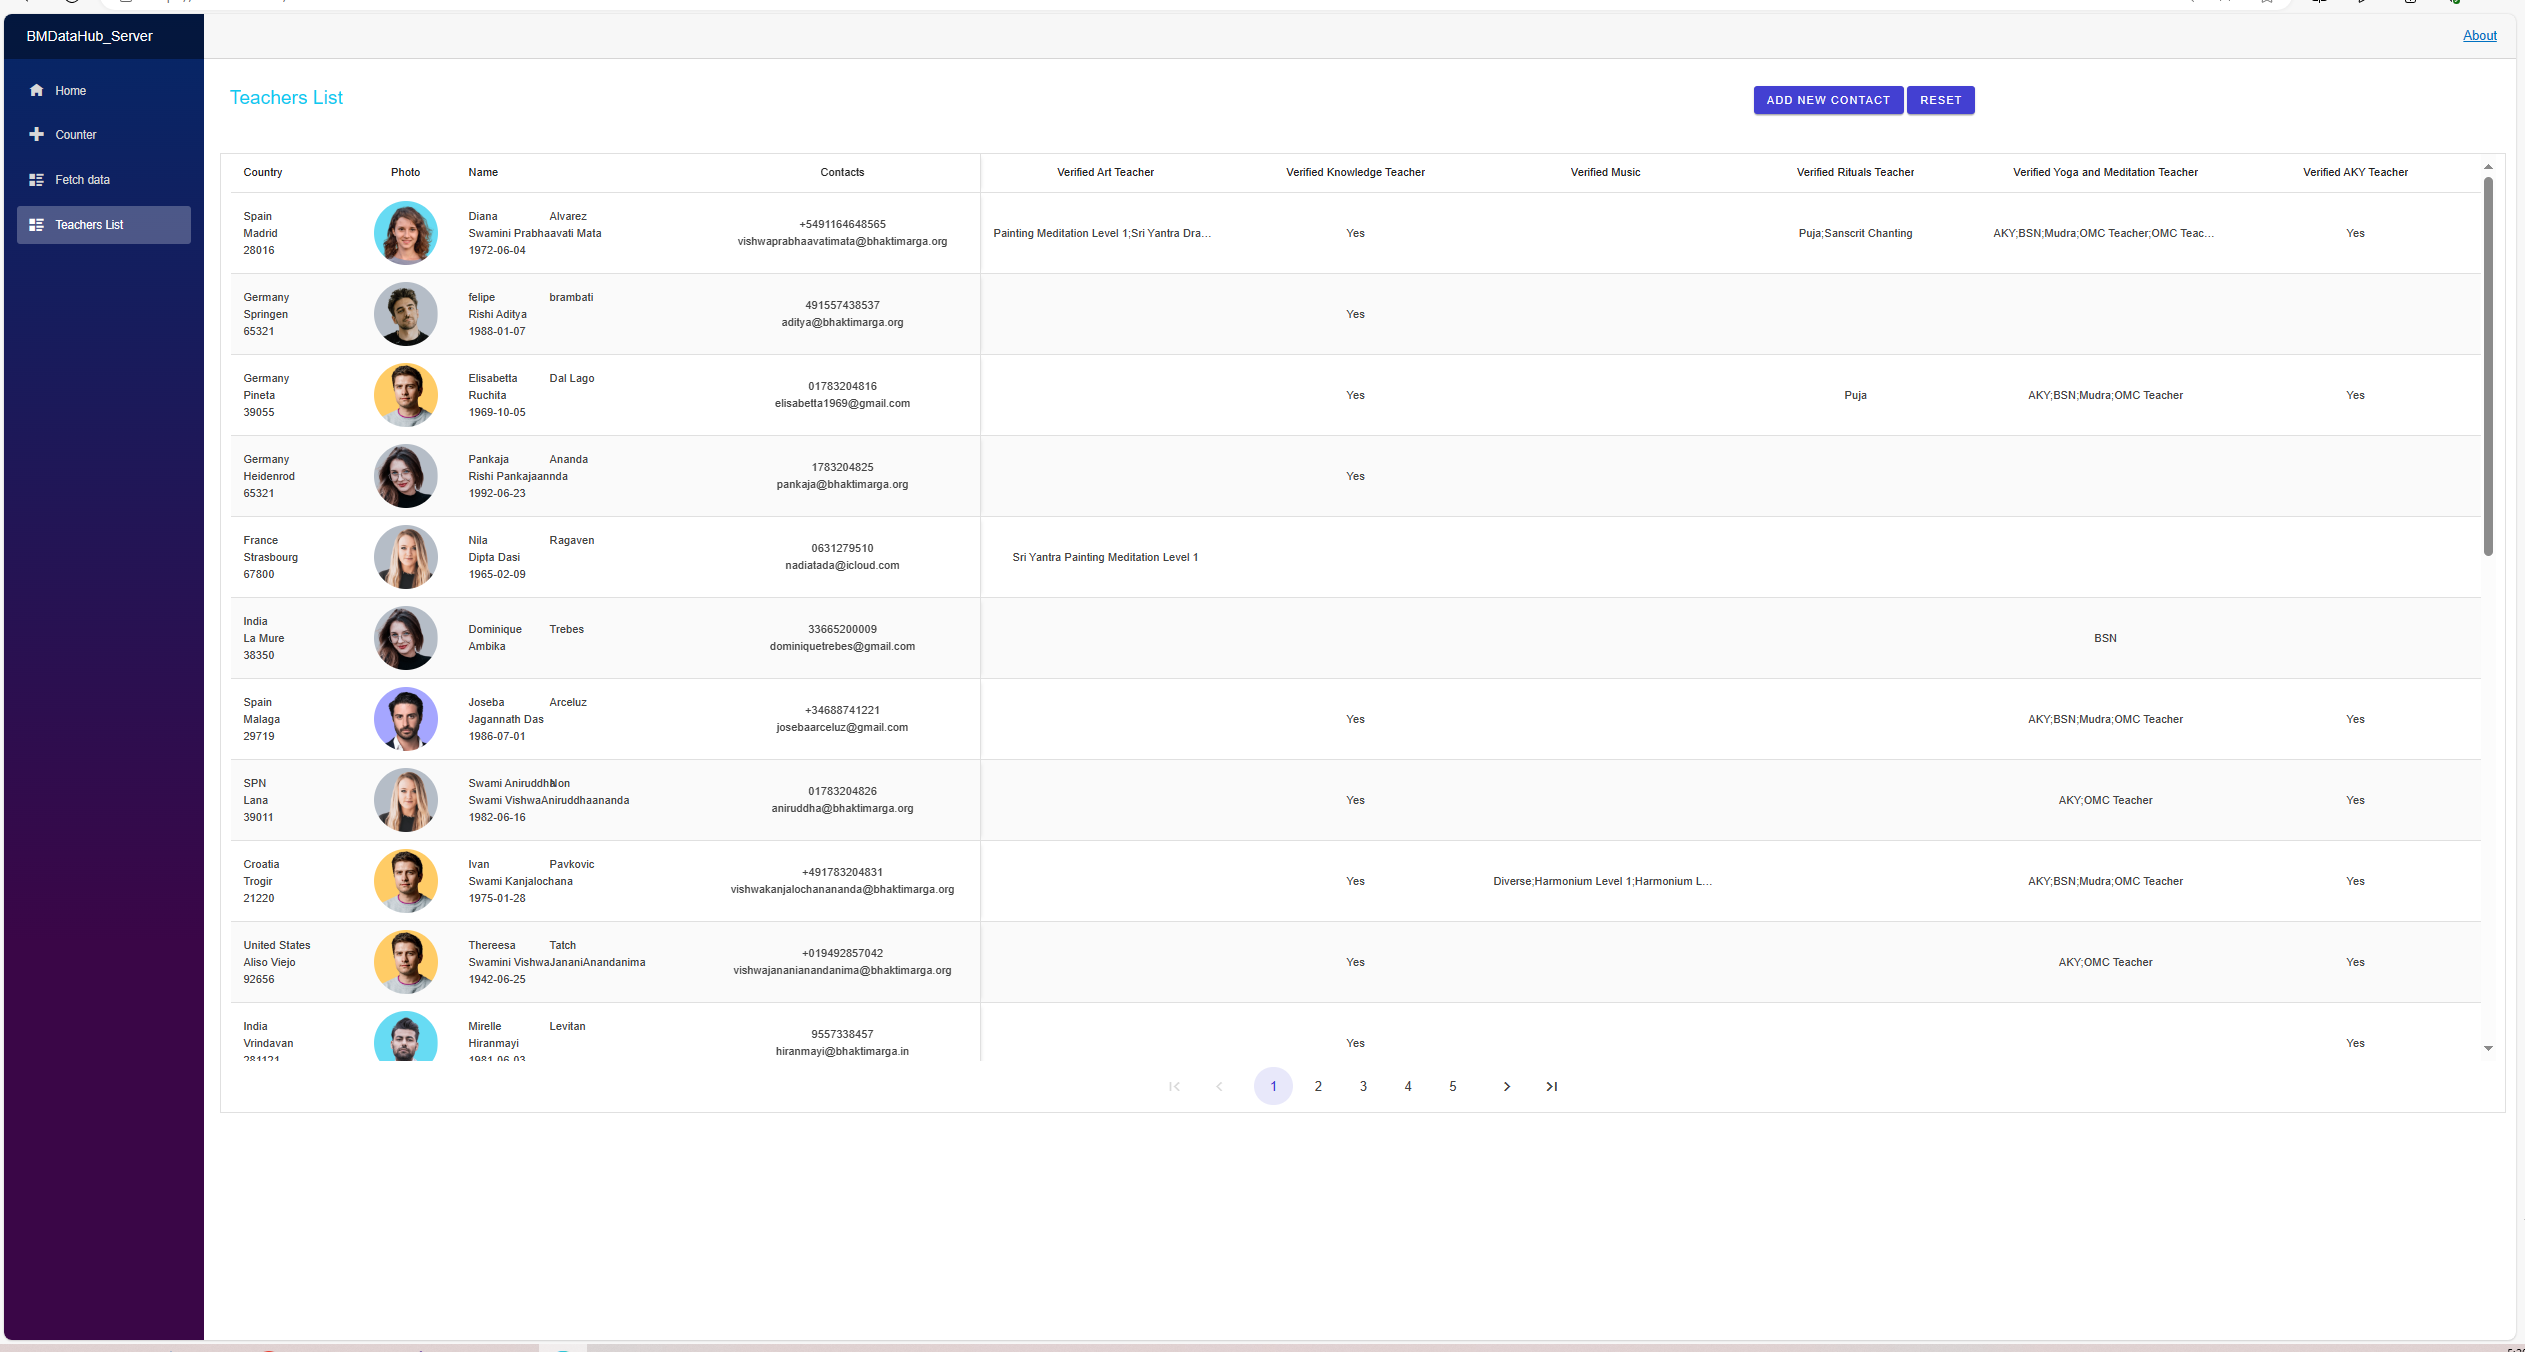 BMDataHub_Server
About
Home
Counter
Fetch data
Teachers List
Teachers List
ADD NEW CONTACT RESET
Country Photo Name Contacts Verified Art Teacher Verified Knowledge Teacher Verified Music Verified Rituals Teacher Verified Yoga and Meditation Teacher Verified AKY Teacher
Spain Diana Alvarez
+5491164648565
Madrid Swamini Prabhaavati Mata Painting Meditation Level 1;Sri Yantra Dra... Yes Puja;Sanscrit Chanting AKY;BSN;Mudra;OMC Teacher;OMC Teac... Yes
vishwaprabhaavatimata@bhaktimarga.org
28016 1972-06-04
Germany felipe brambati
491557438537
Springen Rishi Aditya Yes
aditya@bhaktimarga.org
65321 1988-01-07
Germany Elisabetta Dal Lago
01783204816
Pineta Ruchita Yes Puja AKY;BSN;Mudra;OMC Teacher Yes
elisabetta1969@gmail.com
39055 1969-10-05
Germany Pankaja Ananda
1783204825
Heidenrod Rishi Pankajaannda Yes
pankaja@bhaktimarga.org
65321 1992-06-23
France Nila Ragaven
0631279510
Strasbourg Dipta Dasi Sri Yantra Painting Meditation Level 1
nadiatada@icloud.com
67800 1965-02-09
India
Dominique Trebes 33665200009
La Mure BSN
Ambika dominiquetrebes@gmail.com
38350
Spain Joseba Arceluz
+34688741221
Malaga Jagannath Das Yes AKY;BSN;Mudra;OMC Teacher Yes
josebaarceluz@gmail.com
29719 1986-07-01
SPN Swami Aniruddha Non
01783204826
Lana Swami VishwaAniruddhaananda Yes AKY;OMC Teacher Yes
aniruddha@bhaktimarga.org
39011 1982-06-16
Croatia Ivan Pavkovic
+491783204831
Trogir Swami Kanjalochana Yes Diverse;Harmonium Level 1;Harmonium L... AKY;BSN;Mudra;OMC Teacher Yes
vishwakanjalochanananda@bhaktimarga.org
21220 1975-01-28
United States Thereesa Tatch
+019492857042
Aliso Viejo Swamini VishwaJananiAnandanima Yes AKY;OMC Teacher Yes
vishwajananianandanima@bhaktimarga.org
92656 1942-06-25
India Mirelle Levitan
9557338457
Vrindavan Hiranmayi Yes Yes
hiranmayi@bhaktimarga.in
281121 1981-06-03
1 2 3 4 5